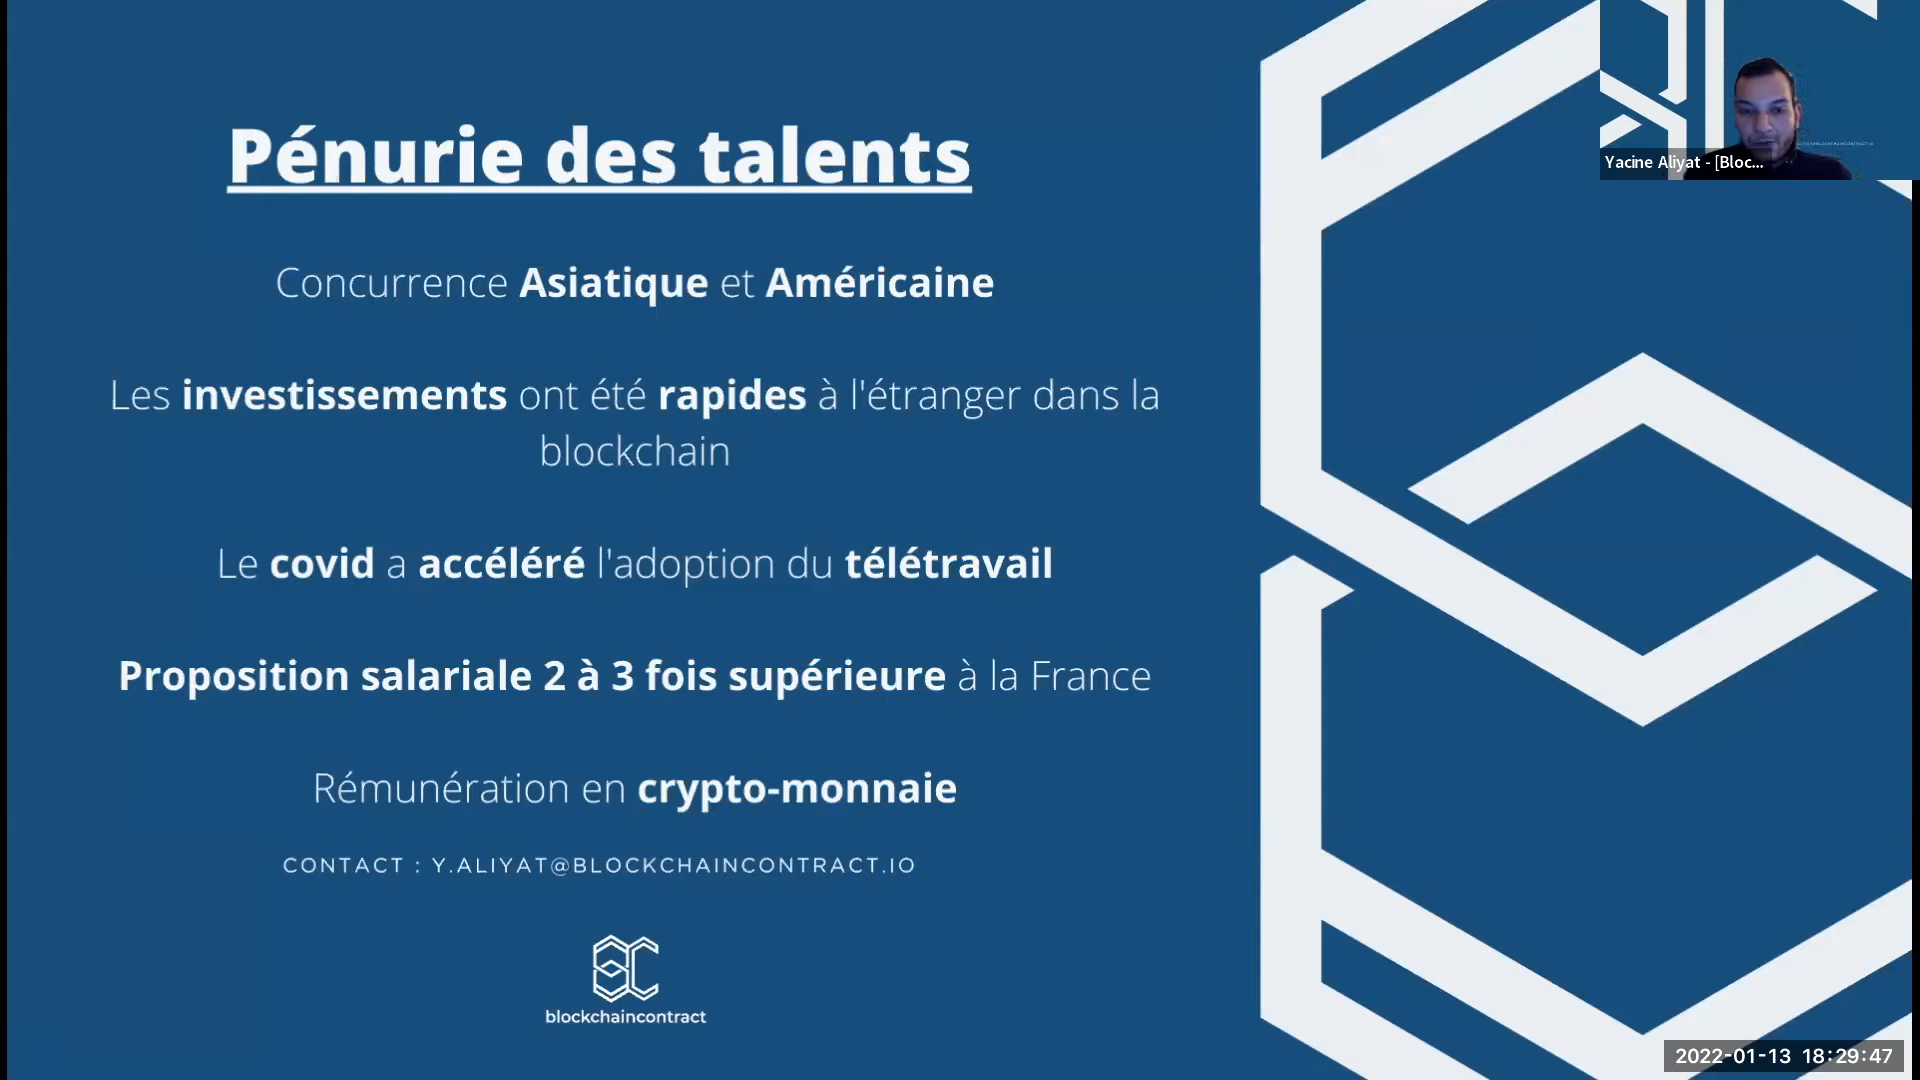 Pénurie des talents
Yacine Aliyat - [Bloc...
Concurrence Asiatique et Américaine
Les investissements ont été rapides à l'étranger dans la
blockchain
Le covid a accéléré l'adoption du télétravail
Proposition salariale 2 à 3 fois supérieure à la France
Rémunération en crypto-monnaie
CONTACT : Y.ALIYAT@BLOCKCHAINCONTRACT.IO
blockchaincontract
2022-01-13 18:29:47